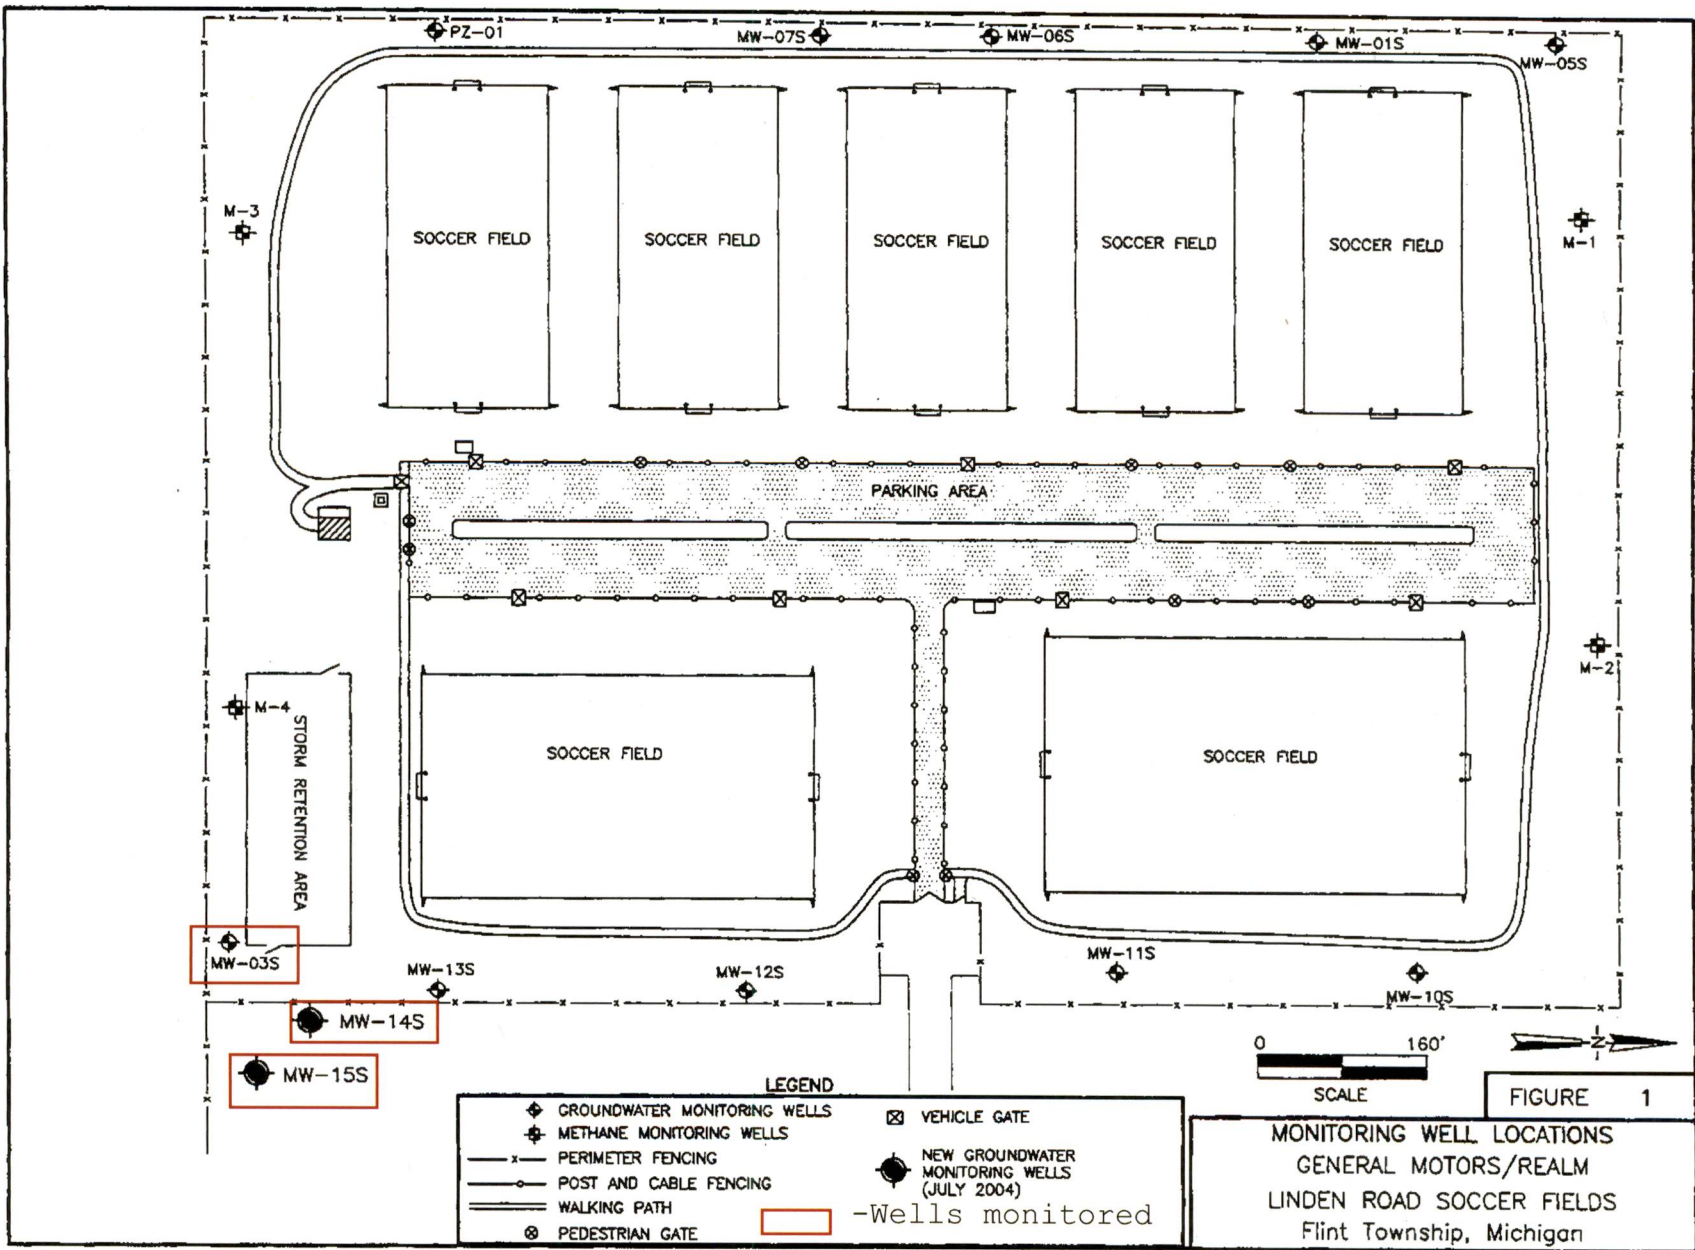 PZ-01
MW-07S
MW-06S
MW-01S
MW-05S
M-3
M-1
SOCCER FIELD
SOCCER FIELD
SOCCER FIELD
SOCCER FIELD
SOCCER FIELD
PARKING AREA
M-2
M-4
STORM RETENTION AREA
SOCCER FIELD
SOCCER FIELD
MW-03S
MW-13S
MW-12S
MW-11S
MW-10S
MW-14S
MW-15S
0 160'
SCALE
N
FIGURE 1
LEGEND
GROUNDWATER MONITORING WELLS
METHANE MONITORING WELLS
PERIMETER FENCING
POST AND CABLE FENCING
WALKING PATH
PEDESTRIAN GATE
VEHICLE GATE
NEW GROUNDWATER
MONITORING WELLS
(JULY 2004)
-Wells monitored
MONITORING WELL LOCATIONS
GENERAL MOTORS/REALM
LINDEN ROAD SOCCER FIELDS
Flint Township, Michigan